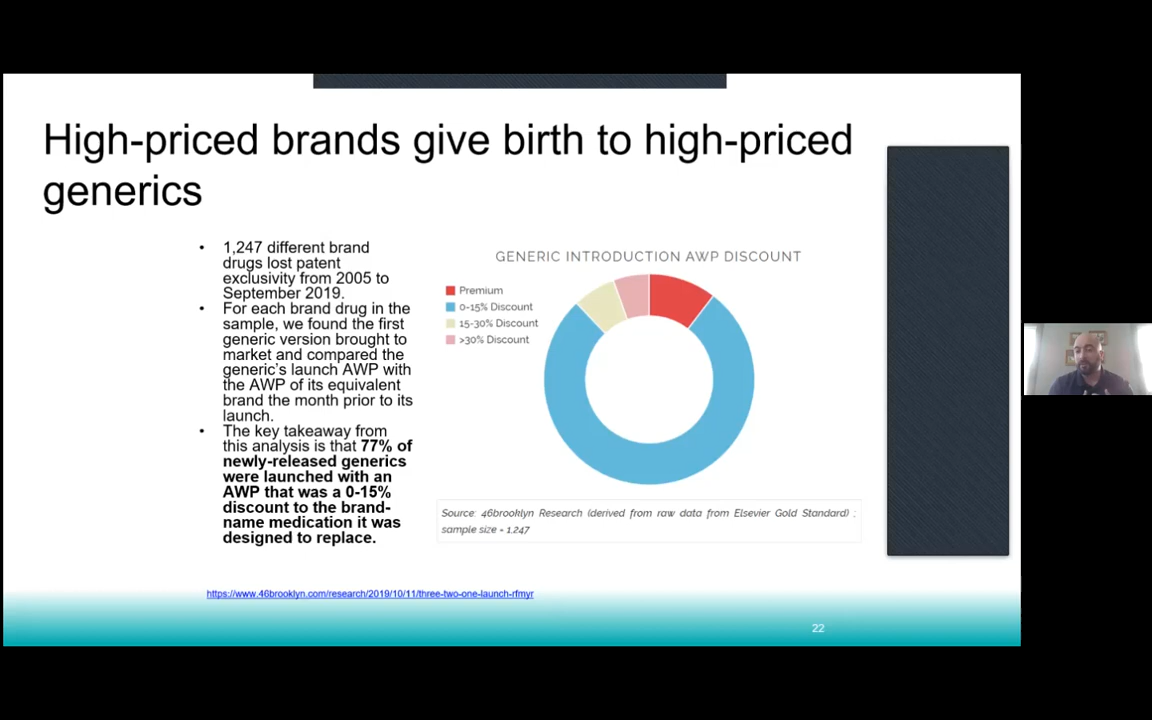 High-priced brands give birth to high-priced
generics
• 1,247 different brand
drugs lost patent
exclusivity from 2005 to
September 2019.
• For each brand drug in the
sample, we found the first
generic version brought to
market and compared the
generic's launch AWP with
the AWP of its equivalent
brand the month prior to its
launch.
• The key takeaway from
this analysis is that 77% of
newly-released generics
were launched with an
AWP that was a 0-15%
discount to the brand-
name medication it was
designed to replace.
GENERIC INTRODUCTION AWP DISCOUNT
Premium
0-15% Discount
15-30% Discount
>30% Discount
Source: 46brooklyn Research (derived from raw data from Elsevier Gold Standard) ;
sample size = 1,247
https://www.46brooklyn.com/research/2019/10/11/three-two-one-launch-rfmyr
22